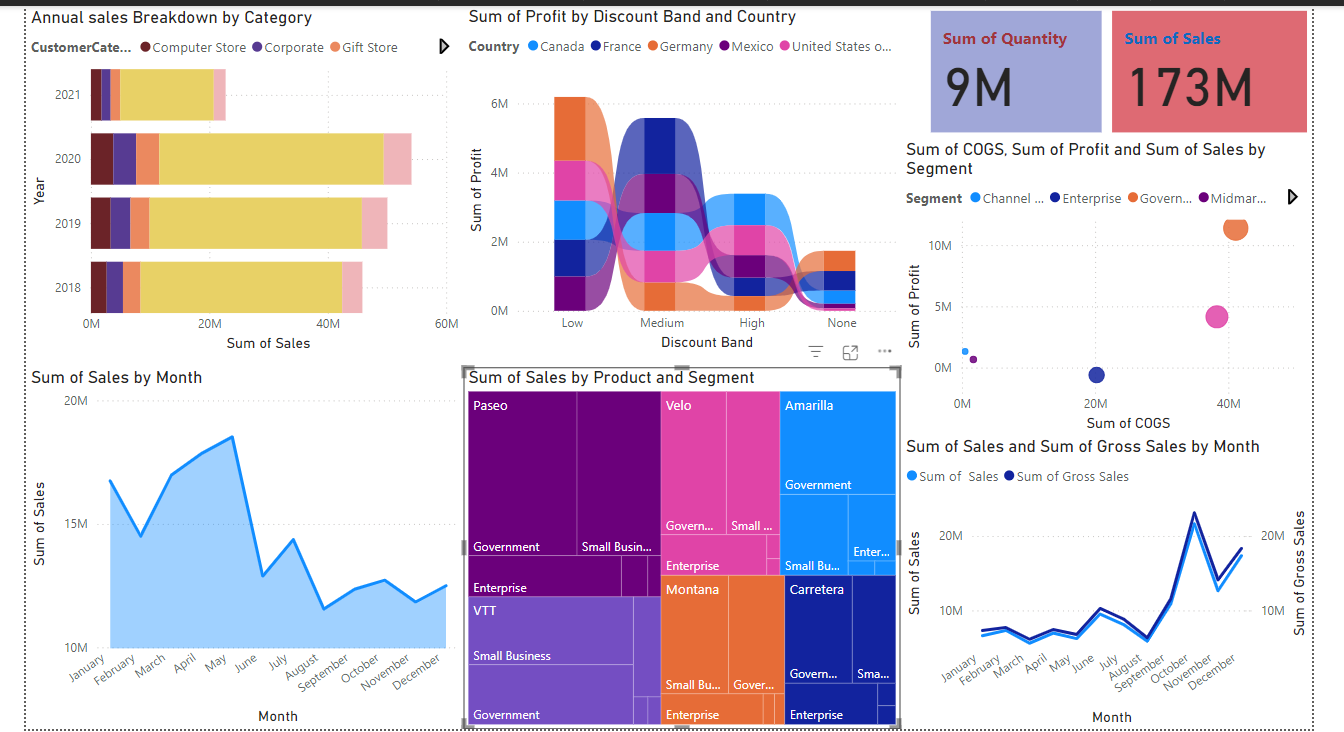 Annual sales Breakdown by Category
CustomerCate... Computer Store Corporate Gift Store
2021
2020
2019
2018
Year
0M 20M 40M 60M
Sum of Sales
Sum of Profit by Discount Band and Country
Country Canada France Germany Mexico United States o...
6M
4M
2M
0M
Sum of Profit
Low Medium High None
Discount Band
Sum of Quantity
9M
Sum of Sales
173M
Sum of COGS, Sum of Profit and Sum of Sales by
Segment
Segment Channel ... Enterprise Govern... Midmar...
10M
5M
0M
Sum of Profit
0M 20M 40M
Sum of COGS
Sum of Sales by Month
20M
15M
10M
Sum of Sales
January February March April May June July August September October November December
Month
Sum of Sales by Product and Segment
Paseo
Government
Small Busin...
Enterprise
VTT
Small Business
Government
Velo
Govern...
Small ...
Enterprise
Montana
Small Bu...
Gover...
Enterprise
Amarilla
Government
Small Bu...
Enter...
Carretera
Govern...
Sma...
Enterprise
Sum of Sales and Sum of Gross Sales by Month
Sum of Sales Sum of Gross Sales
20M
10M
Sum of Sales
20M
10M
Sum of Gross Sales
January February March April May June July August September October November December
Month